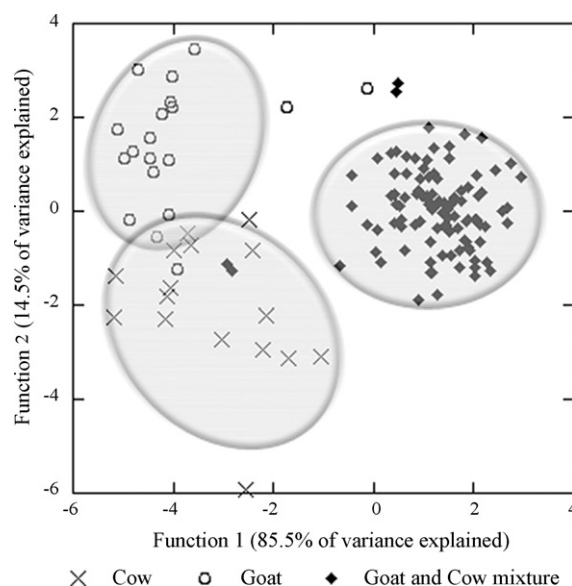 4
2
0
-2
-4
-6
Function 2 (14.5% of variance explained)
-6 -4 -2 0 2 4
Function 1 (85.5% of variance explained)
Cow Goat Goat and Cow mixture